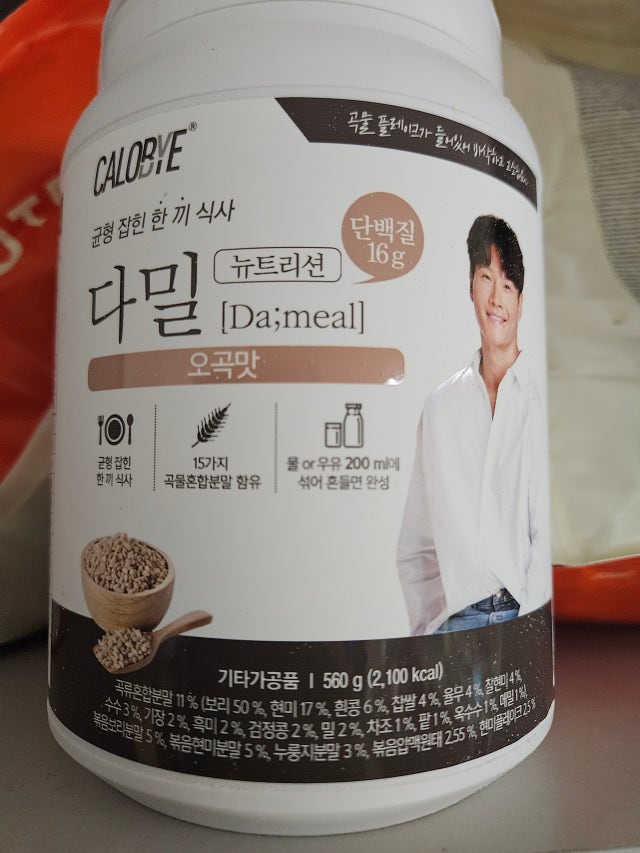 CALOBYE®
곡물 플레이크가 들어있어 바삭하고
균형 잡힌 한 끼 식사
단백질
16 g
다밀 뉴트리션
[Da;meal]
오곡맛
균형 잡힌
한 끼 식사
15가지
곡물혼합분말 함유
물 or 우유 200 ml에
섞어 흔들면 완성
기타가공품 I 560 g (2,100 kcal)
곡류혼합분말 11 % (보리 50 %, 현미 17 %, 흰콩 6 %, 찹쌀 4 %, 율무 4 %, 찰현미 4 %,
수수 3 %, 기장 2 %, 흑미 2 %, 검정콩 2 %, 밀 2 %, 차조 1 %, 팥 1 %, 옥수수 1 %, 메밀 1 %),
볶음보리분말 5 %, 볶음현미분말 5 %, 누룽지분말 3 %, 볶음압맥원태 2.55 %, 현미플레이크 2.5 %